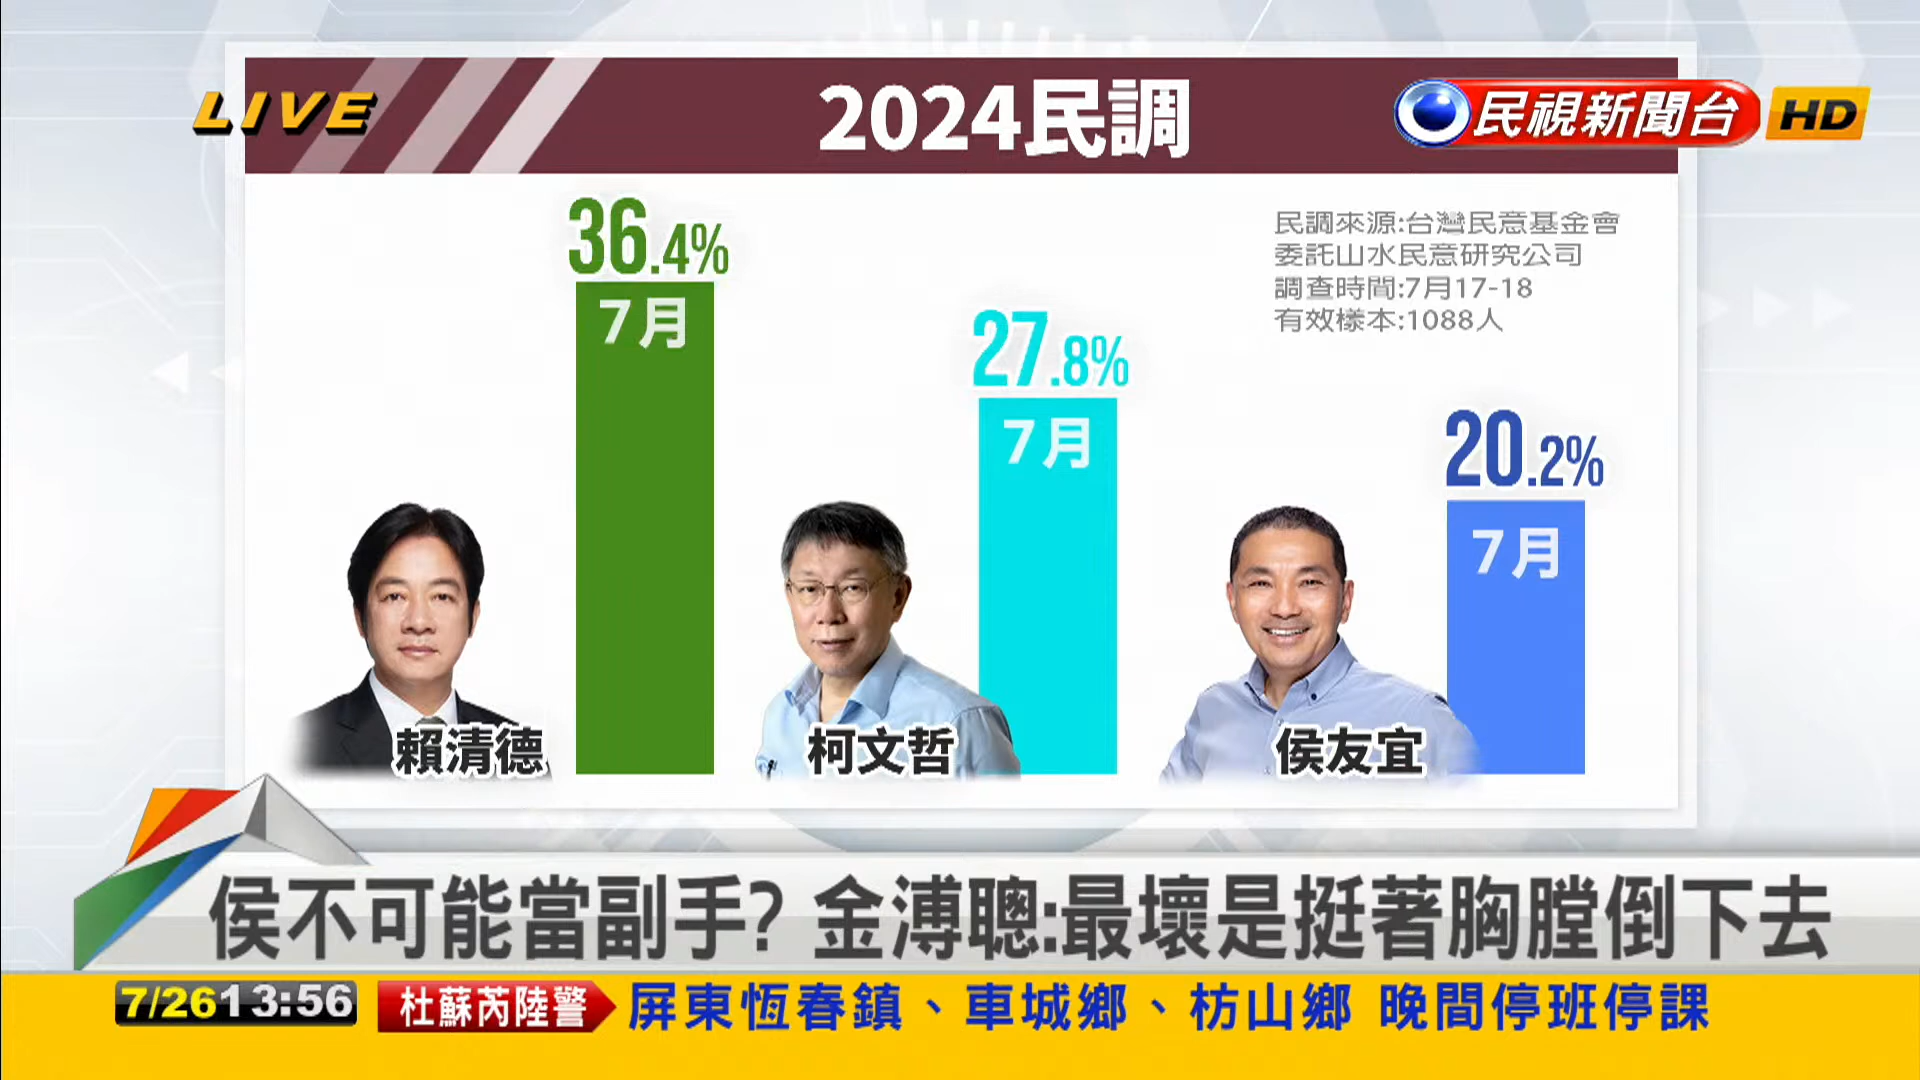 LIVE
2024民調
民視新聞台 HD
36.4%
7月
民調來源:台灣民意基金會
委託山水民意研究公司
調查時間:7月17-18
有效樣本:1088人
27.8%
7月
20.2%
7月
賴清德
柯文哲
侯友宜
侯不可能當副手? 金溥聰:最壞是挺著胸膛倒下去
7/26 13:56 杜蘇芮陸警 屏東恆春鎮、車城鄉、枋山鄉 晚間停班停課